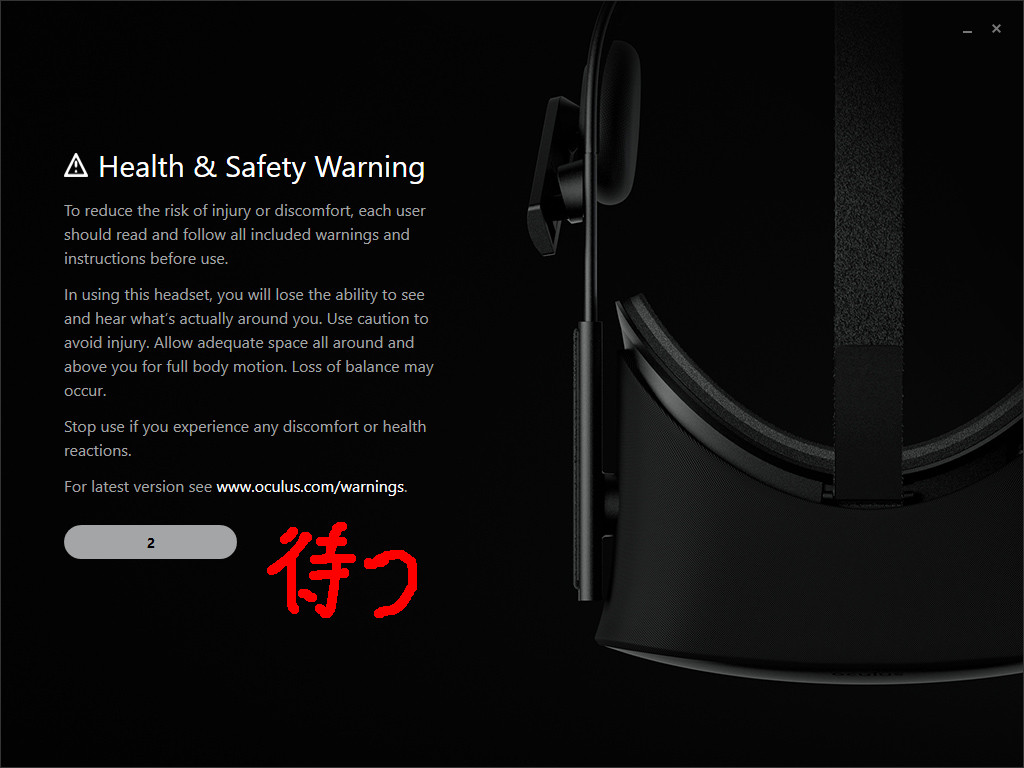 Health & Safety Warning
To reduce the risk of injury or discomfort, each user
should read and follow all included warnings and
instructions before use.
In using this headset, you will lose the ability to see
and hear what's actually around you. Use caution to
avoid injury. Allow adequate space all around and
above you for full body motion. Loss of balance may
occur.
Stop use if you experience any discomfort or health
reactions.
For latest version see www.oculus.com/warnings.
2
待つ